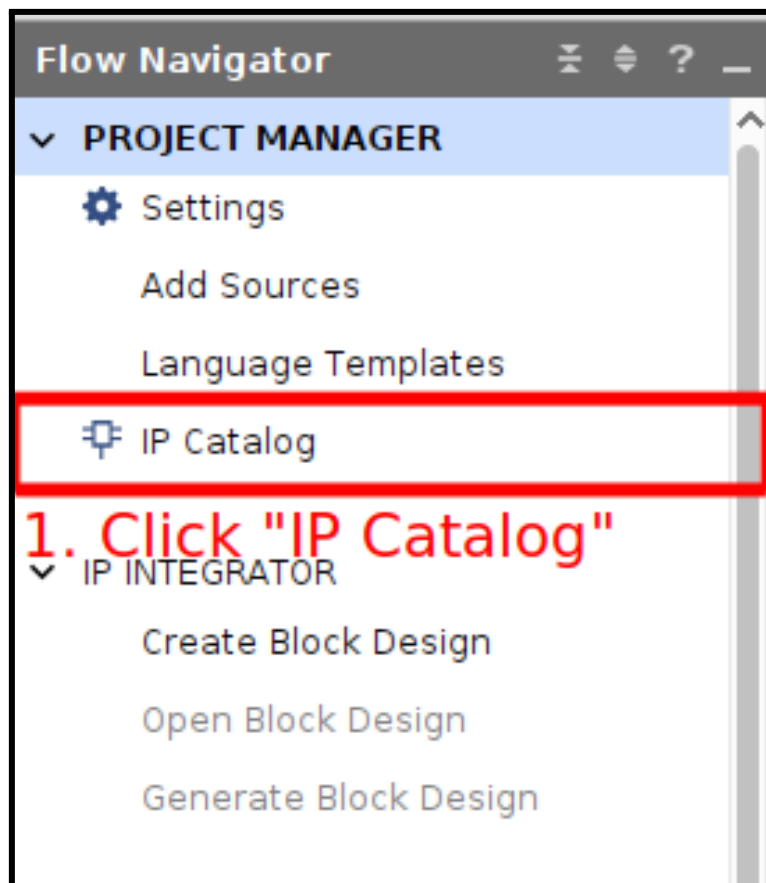 Flow Navigator ?
PROJECT MANAGER
Settings
Add Sources
Language Templates
IP Catalog
1. Click "IP Catalog"
IP INTEGRATOR
Create Block Design
Open Block Design
Generate Block Design